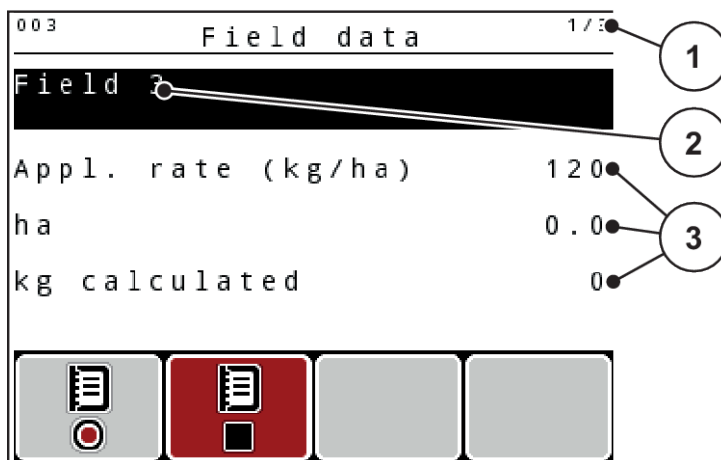 003 Field data 1/3
1
Field 3
2
Appl. rate (kg/ha) 120
ha 0.0
3
kg calculated 0